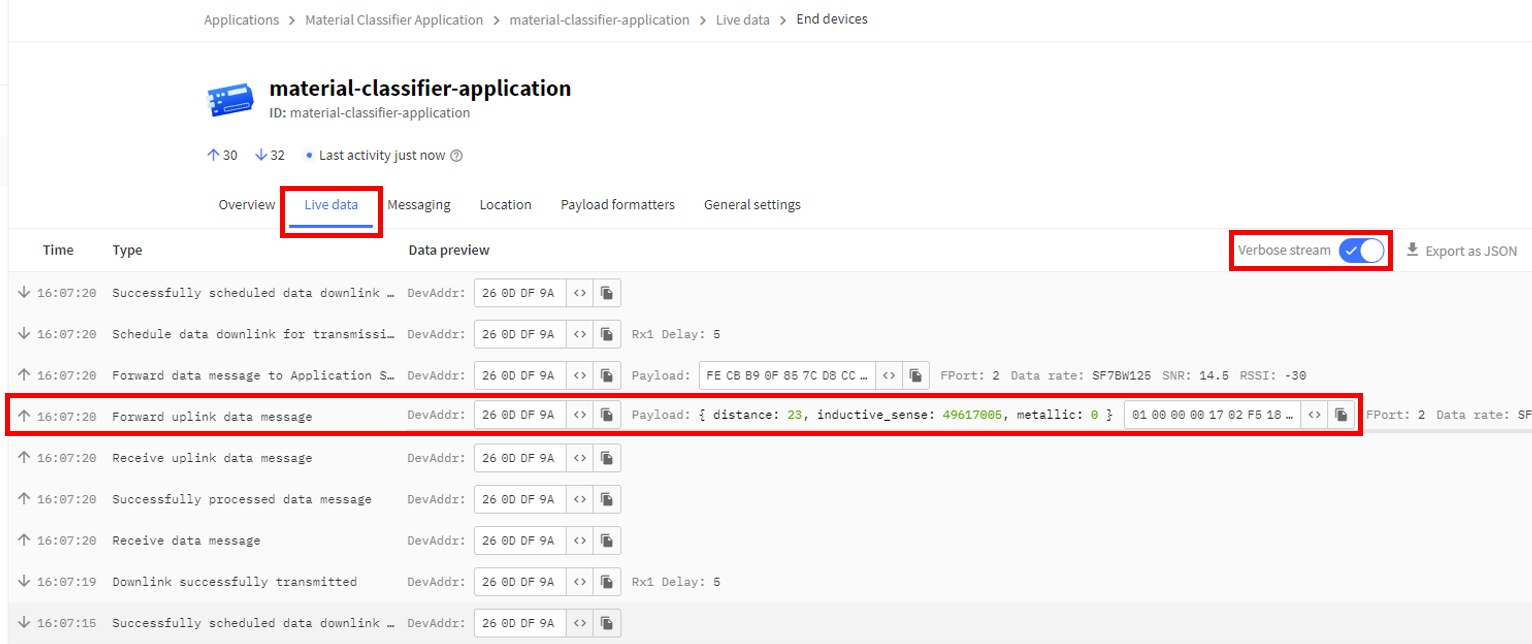 Applications > Material Classifier Application > material-classifier-application > Live data > End devices
material-classifier-application
ID: material-classifier-application
↑ 30 ↓ 32 • Last activity just now ?
Overview Live data Messaging Location Payload formatters General settings
Time Type Data preview Verbose stream Export as JSON
↓ 16:07:20 Successfully scheduled data downlink … DevAddr: 26 0D DF 9A <>
↓ 16:07:20 Schedule data downlink for transmissi… DevAddr: 26 0D DF 9A <> Rx1 Delay: 5
↑ 16:07:20 Forward data message to Application S… DevAddr: 26 0D DF 9A <> Payload: FE CB B9 0F 85 7C D8 CC … <> FPort: 2 Data rate: SF7BW125 SNR: 14.5 RSSI: -30
↑ 16:07:20 Forward uplink data message DevAddr: 26 0D DF 9A <> Payload: { distance: 23, inductive_sense: 49617005, metallic: 0 } 01 00 00 00 17 02 F5 18 … <> FPort: 2 Data rate: SF
↑ 16:07:20 Receive uplink data message DevAddr: 26 0D DF 9A <>
↑ 16:07:20 Successfully processed data message DevAddr: 26 0D DF 9A <>
↑ 16:07:20 Receive data message DevAddr: 26 0D DF 9A <>
↓ 16:07:19 Downlink successfully transmitted DevAddr: 26 0D DF 9A <> Rx1 Delay: 5
↓ 16:07:15 Successfully scheduled data downlink … DevAddr: 26 0D DF 9A <>